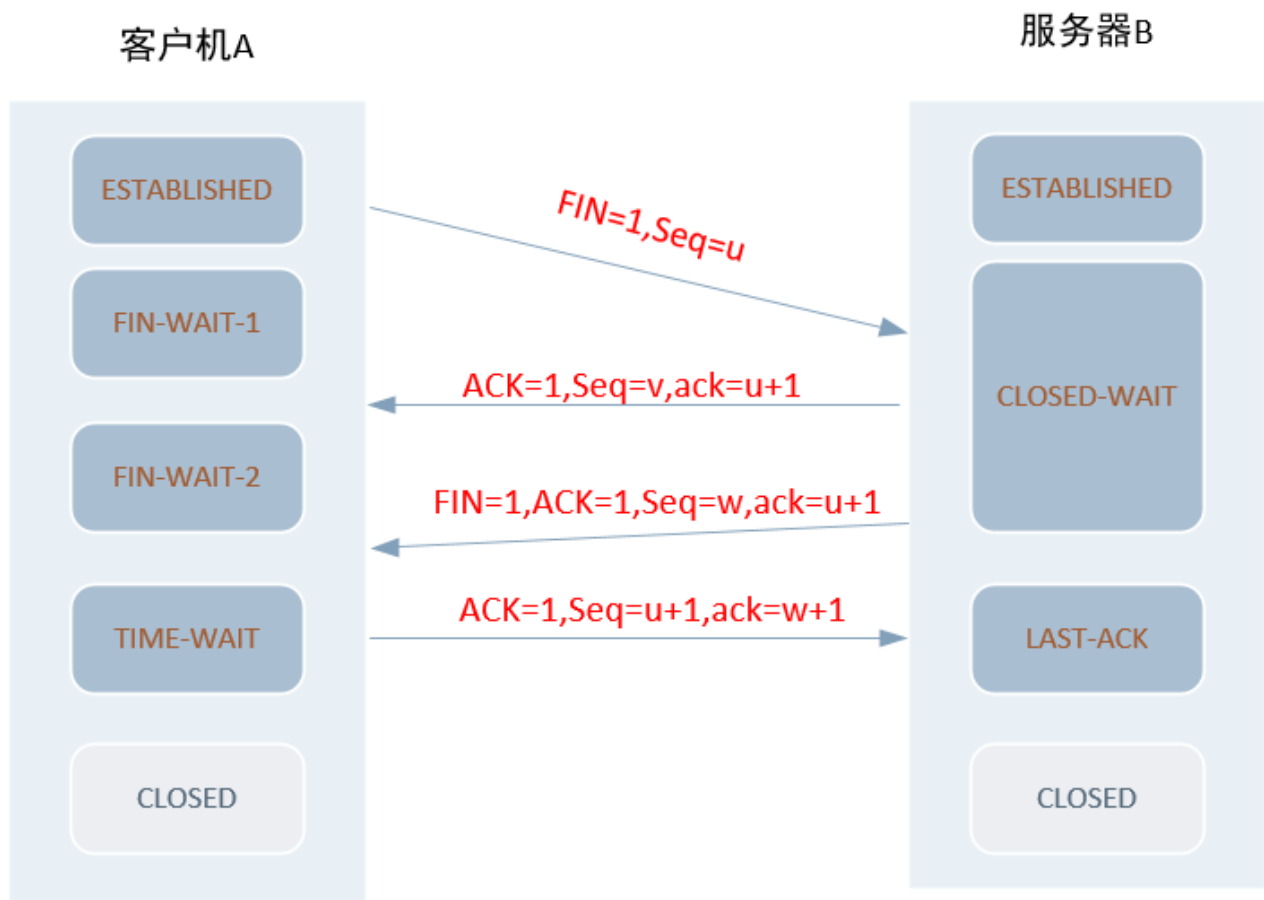 客户机A
服务器B
ESTABLISHED
ESTABLISHED
FIN=1,Seq=u
FIN-WAIT-1
ACK=1,Seq=v,ack=u+1
CLOSED-WAIT
FIN-WAIT-2
FIN=1,ACK=1,Seq=w,ack=u+1
ACK=1,Seq=u+1,ack=w+1
TIME-WAIT
LAST-ACK
CLOSED
CLOSED